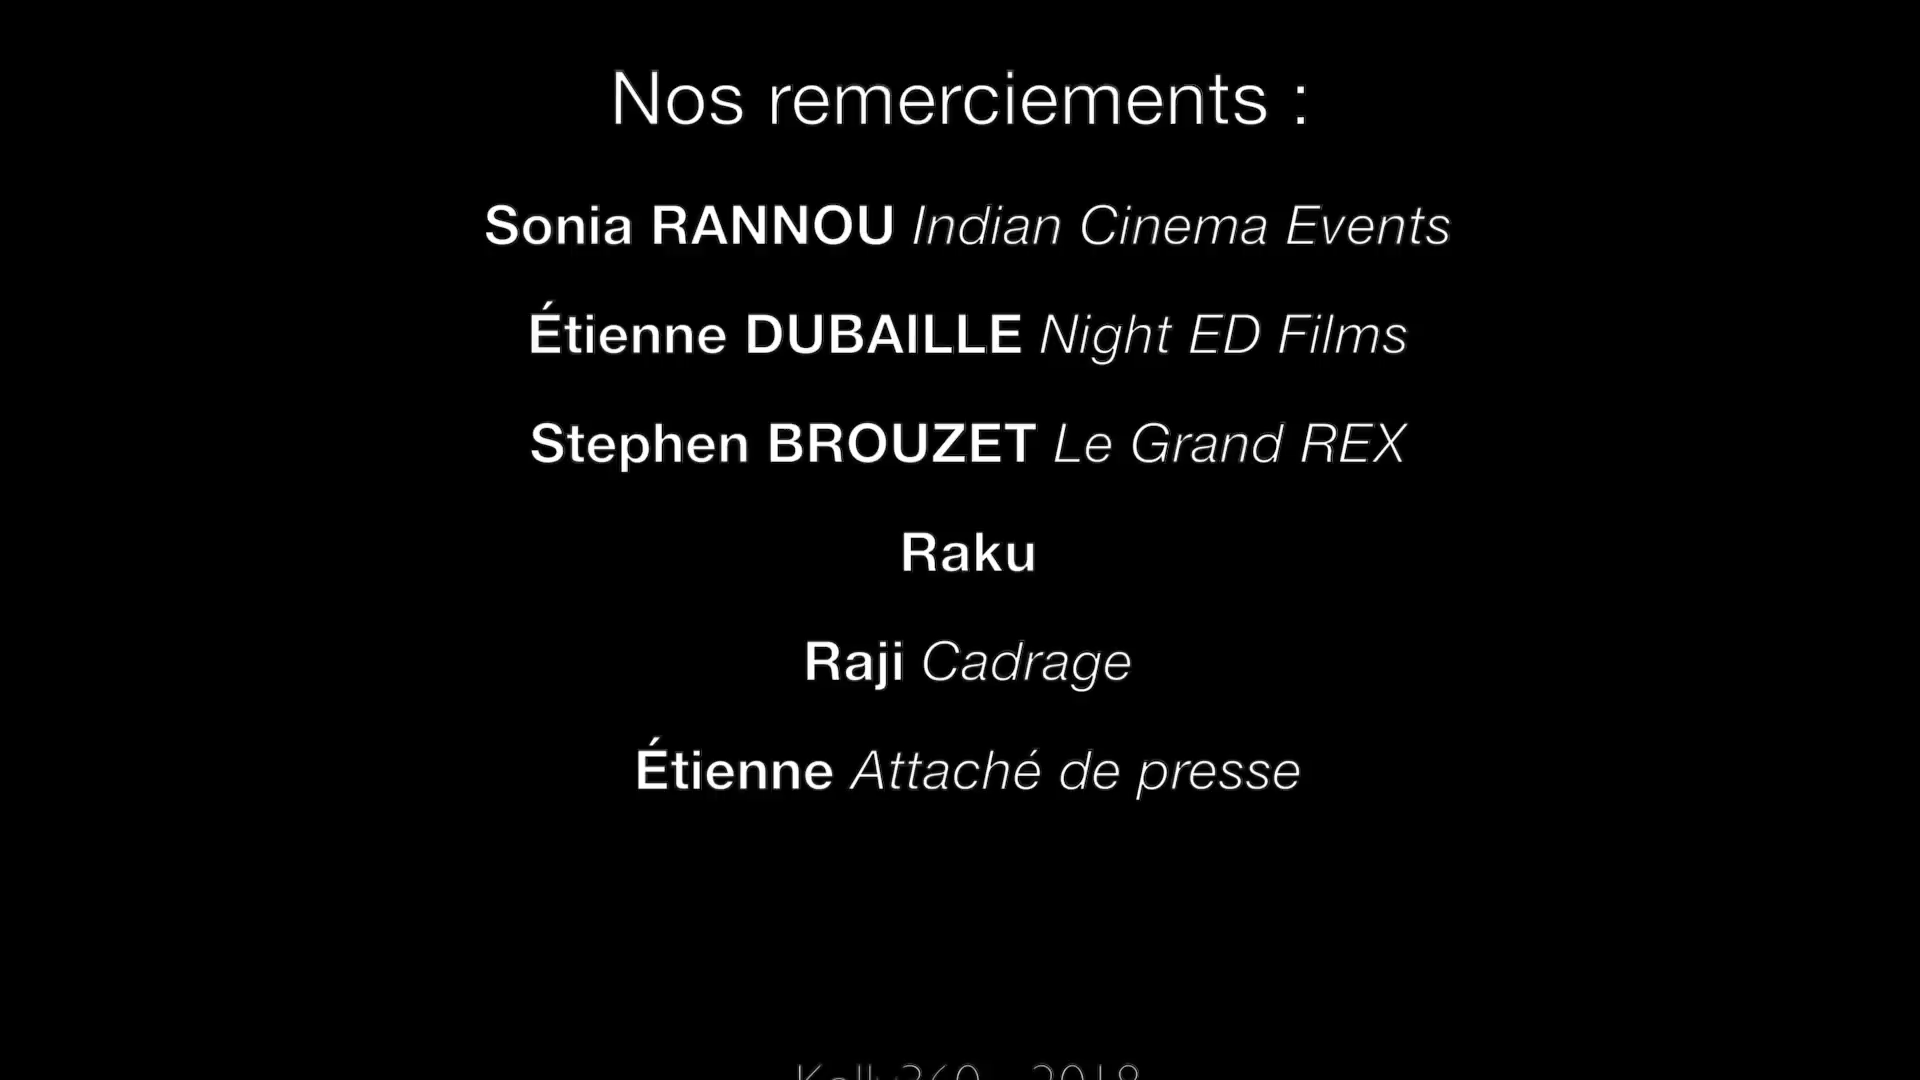 Nos remerciements :
Sonia RANNOU Indian Cinema Events
Étienne DUBAILLE Night ED Films
Stephen BROUZET Le Grand REX
Raku
Raji Cadrage
Étienne Attaché de presse
2018